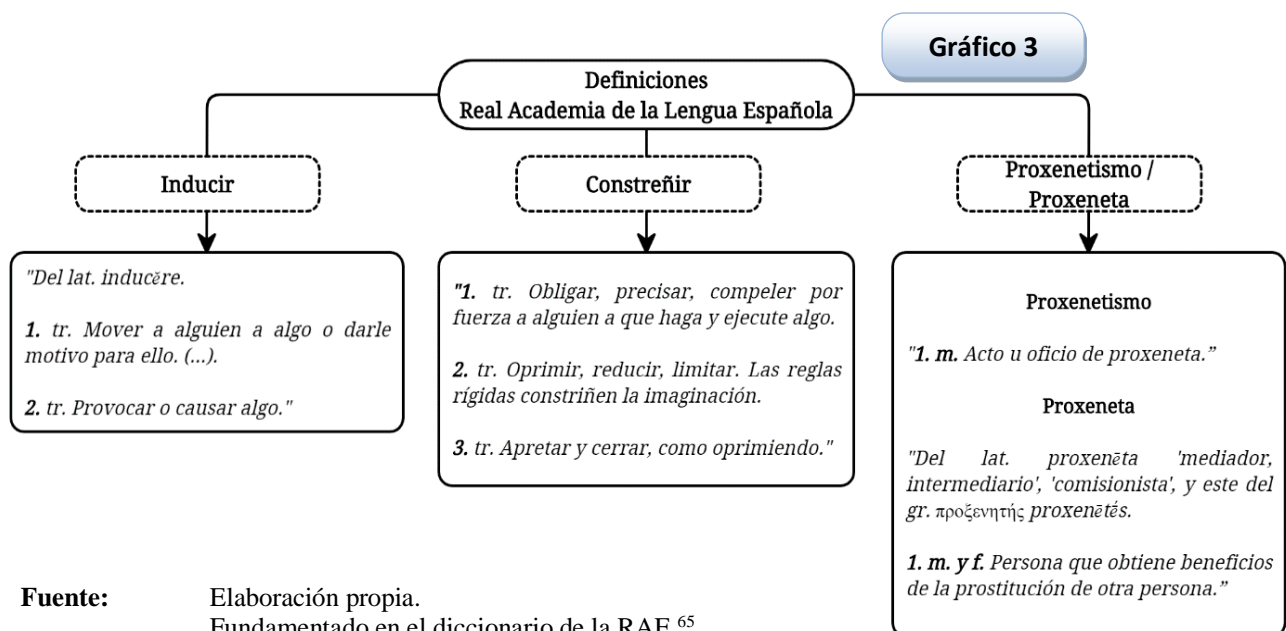 Gráfico 3
Definiciones
Real Academia de la Lengua Española
Inducir
"Del lat. inducĕre.
1. tr. Mover a alguien a algo o darle
motivo para ello. (...).
2. tr. Provocar o causar algo."
Constreñir
"1. tr. Obligar, precisar, compeler por
fuerza a alguien a que haga y ejecute algo.
2. tr. Oprimir, reducir, limitar. Las reglas
rígidas constriñen la imaginación.
3. tr. Apretar y cerrar, como oprimiendo."
Proxenetismo /
Proxeneta
Proxenetismo
"1. m. Acto u oficio de proxeneta.”
Proxeneta
"Del lat. proxenēta 'mediador,
intermediario', 'comisionista', y este del
gr. προξενητής proxenētḗs.
1. m. y f. Persona que obtiene beneficios
de la prostitución de otra persona.”
Fuente: Elaboración propia.
Fundamentado en el diccionario de la RAE 65